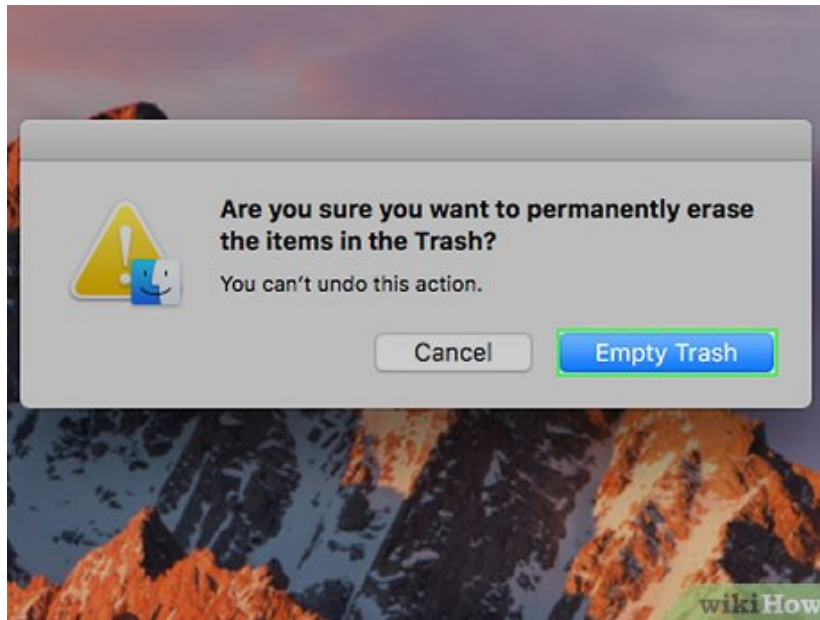 Are you sure you want to permanently erase
the items in the Trash?
You can't undo this action.
Cancel
Empty Trash
wikiHow